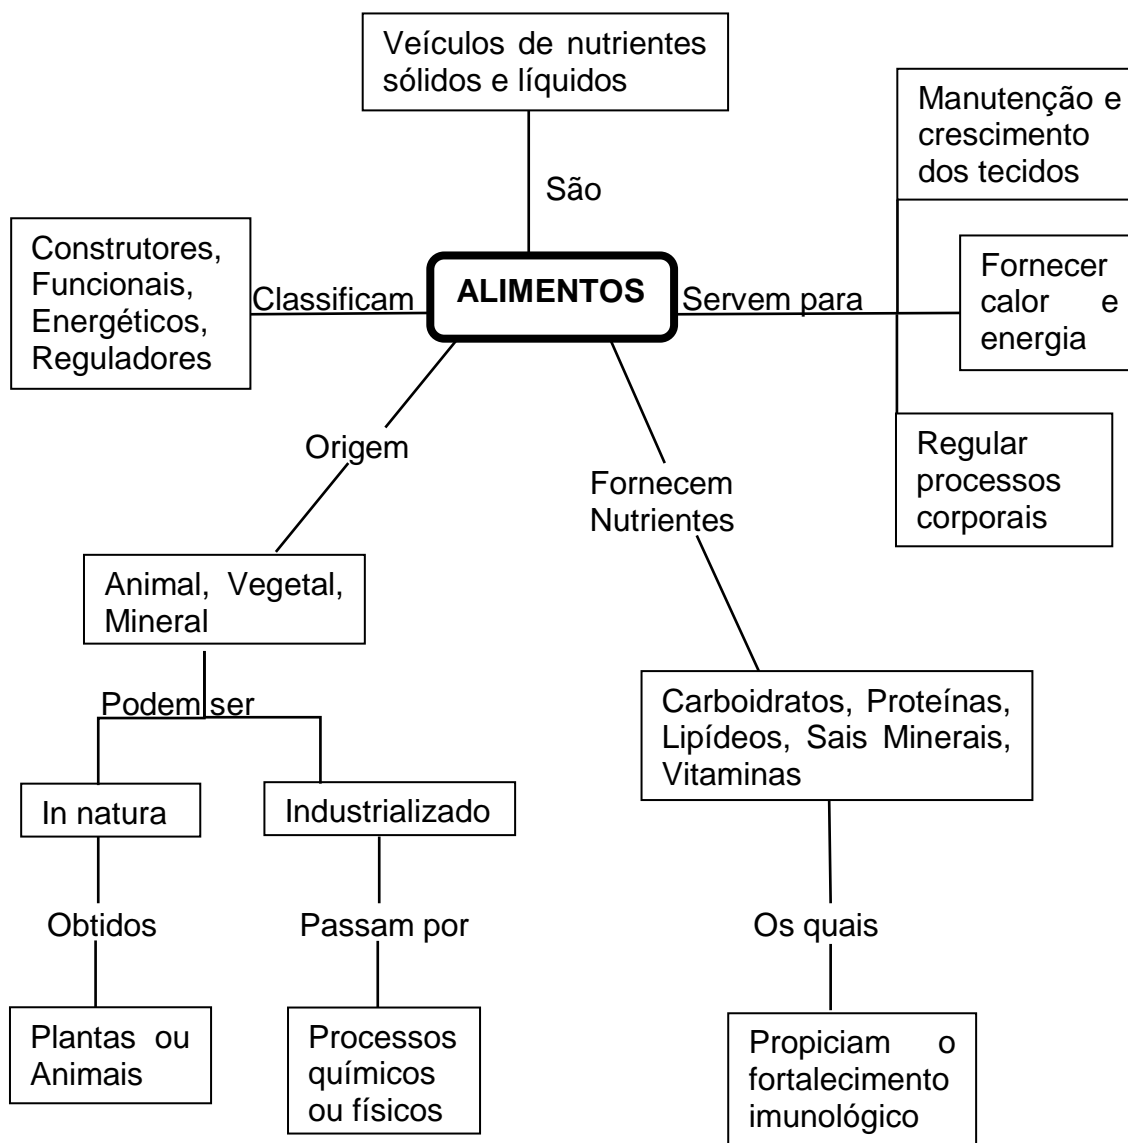 Veículos de nutrientes
sólidos e líquidos
São
Manutenção e
crescimento
dos tecidos
Construtores,
Funcionais,
Energéticos,
Reguladores
Classificam
ALIMENTOS
Servem para
Fornecer
calor e
energia
Origem
Fornecem
Nutrientes
Regular
processos
corporais
Animal, Vegetal,
Mineral
Podem ser
Carboidratos, Proteínas,
Lipídeos, Sais Minerais,
Vitaminas
In natura
Industrializado
Obtidos
Passam por
Os quais
Plantas ou
Animais
Processos
químicos
ou físicos
Propiciam o
fortalecimento
imunológico